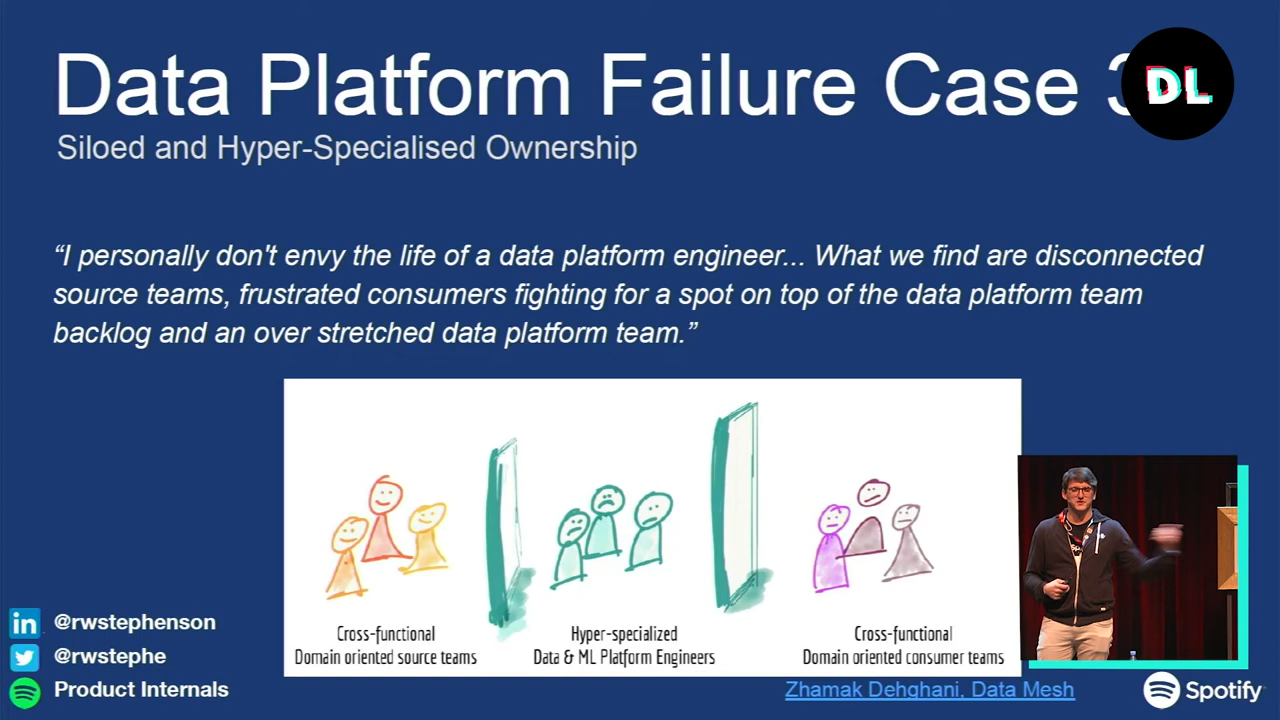 Data Platform Failure Case 3
DL
Siloed and Hyper-Specialised Ownership
“I personally don't envy the life of a data platform engineer... What we find are disconnected
source teams, frustrated consumers fighting for a spot on top of the data platform team
backlog and an over stretched data platform team.”
Cross-functional
Domain oriented source teams
Hyper-specialized
Data & ML Platform Engineers
Cross-functional
Domain oriented consumer teams
in @rwstephenson
@rwstephe
Product Internals
Zhamak Dehghani, Data Mesh
Spotify